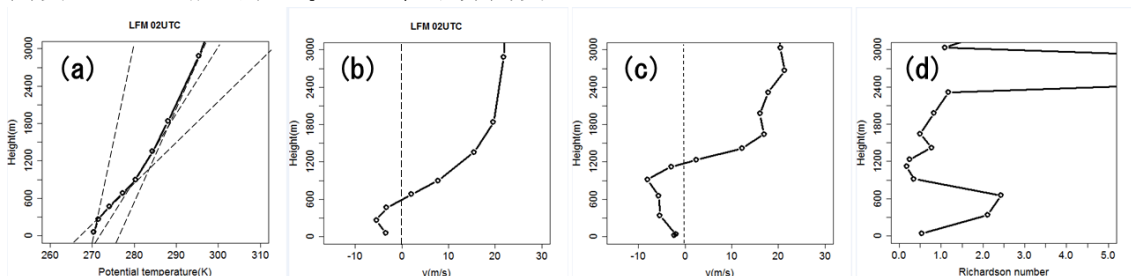 LFM 02UTC
(a)
Height(m)
3000
2400
1800
1200
600
0
260 270 280 290 300 310
Potential temperature(K)
LFM 02UTC
(b)
Height(m)
3000
2400
1800
1200
600
0
-10 0 10 20 30
v(m/s)
(c)
Height(m)
3000
2400
1800
1200
600
0
-10 0 10 20 30
v(m/s)
(d)
Height(m)
3000
2400
1800
1200
600
0
0.0 1.0 2.0 3.0 4.0 5.0
Richardson number